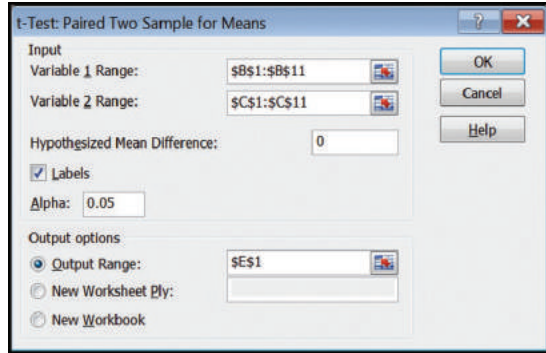 t-Test: Paired Two Sample for Means
Input
Variable 1 Range: $B$1:$B$11
Variable 2 Range: $C$1:$C$11
Hypothesized Mean Difference: 0
Labels
Alpha: 0.05
Output options
Output Range: $E$1
New Worksheet Ply:
New Workbook
?
OK
Cancel
Help